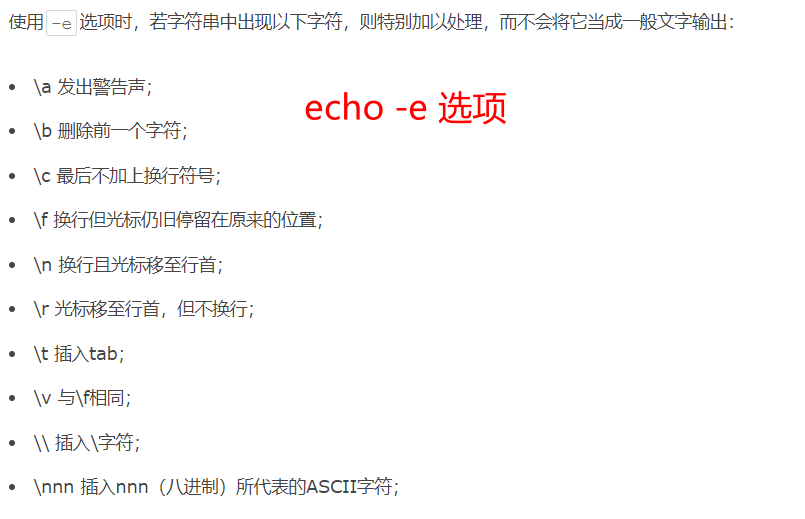 使用 -e 选项时，若字符串中出现以下字符，则特别加以处理，而不会将它当成一般文字输出：
\a 发出警告声；
echo -e 选项
\b 删除前一个字符；
\c 最后不加上换行符号；
\f 换行但光标仍旧停留在原来的位置；
\n 换行且光标移至行首；
\r 光标移至行首，但不换行；
\t 插入tab；
\v 与\f相同；
\\ 插入\字符；
\nnn 插入nnn（八进制）所代表的ASCII字符；